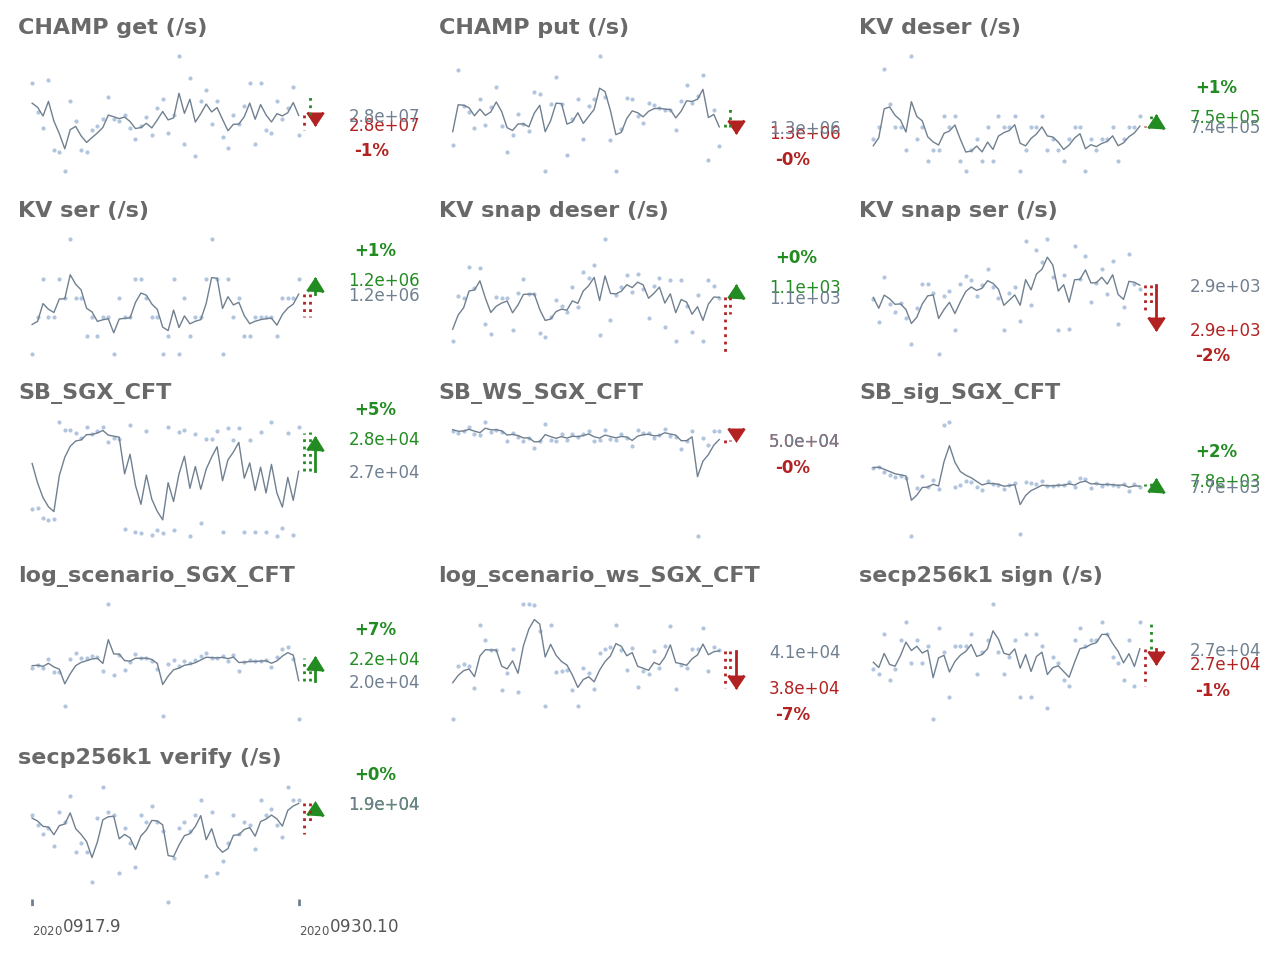 CHAMP get (/s)
2.8e+07
2.8e+07
-1%
CHAMP put (/s)
1.3e+06
1.3e+06
-0%
KV deser (/s)
+1%
7.5e+05
7.4e+05
KV ser (/s)
+1%
1.2e+06
1.2e+06
KV snap deser (/s)
+0%
1.1e+03
1.1e+03
KV snap ser (/s)
2.9e+03
2.9e+03
-2%
SB_SGX_CFT
+5%
2.8e+04
2.7e+04
SB_WS_SGX_CFT
5.0e+04
-0%
SB_sig_SGX_CFT
+2%
7.8e+03
7.7e+03
log_scenario_SGX_CFT
+7%
2.2e+04
2.0e+04
log_scenario_ws_SGX_CFT
4.1e+04
3.8e+04
-7%
secp256k1 sign (/s)
2.7e+04
2.7e+04
-1%
secp256k1 verify (/s)
+0%
1.9e+04
2020 0917.9
2020 0930.10